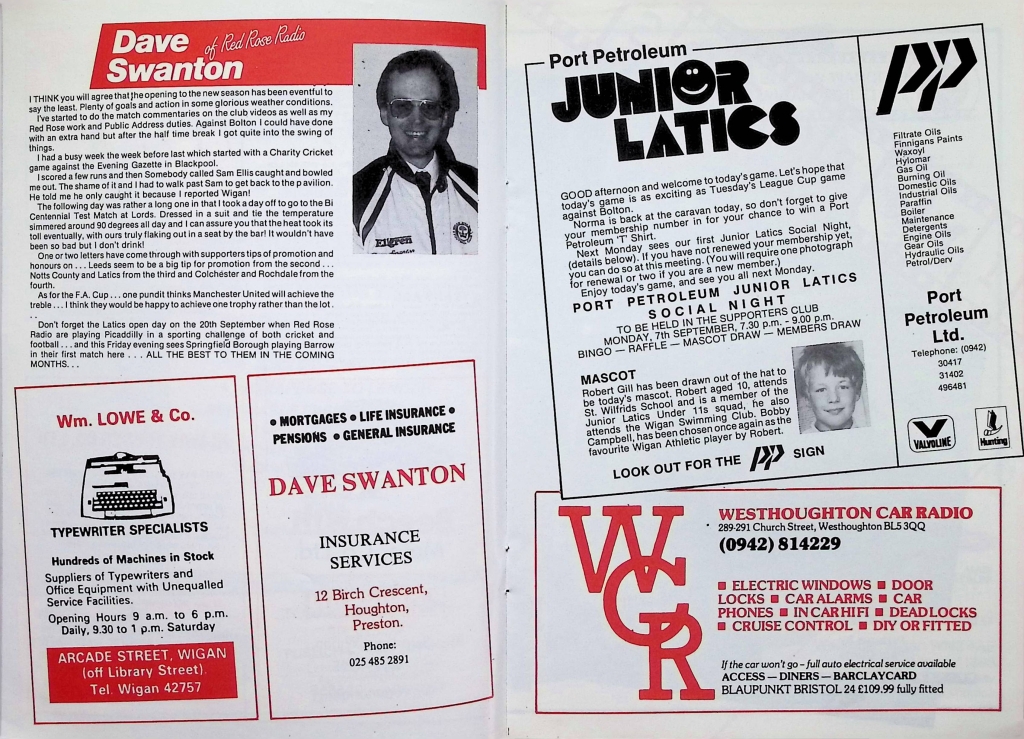 Dave Swanton
of Red Rose Radio
I THINK you will agree that the opening to the new season has been eventful to
say the least. Plenty of goals and action in some glorious weather conditions.
I've started to do the match commentaries on the club videos as well as my
Red Rose work and Public Address duties. Against Bolton I could have done
with an extra hand but after the half time break I got quite into the swing of
things.
I had a busy week the week before last which started with a Charity Cricket
game against the Evening Gazette in Blackpool.
I scored a few runs and then Somebody called Sam Ellis caught and bowled
me out. The shame of it and I had to walk past Sam to get back to the pavilion.
He told me he only caught it because I reported Wigan!
The following day was rather a long one in that I took a day off to go to the Bi
Centennial Test Match at Lords. Dressed in a suit and the temperature
simmered around 90 degrees all day and I can assure you that the heat took its
toll eventually, with ours truly flaking out in a seat by the bar! It wouldn't have
been so bad but I don't drink!
One or two letters have come through with supporters tips of promotion and
honours on . . . Leeds seem to be a big tip for promotion from the second . . .
Notts County and Latics from the third and Colchester and Rochdale from the
fourth.
As for the F.A. Cup . . . one pundit thinks Manchester United will achieve the
treble . . . I think they would be happy to achieve one trophy rather than the lot .
. .
Don't forget the Latics open day on the 20th September when Red Rose
Radio are playing Picadilly in a sporting challenge of both cricket and
football . . . and this Friday evening sees Springfield Borough playing Barrow
in their first match here . . . ALL THE BEST TO THEM IN THE COMING
MONTHS. . .
Ellgren
Wm. LOWE & Co.
TYPEWRITER SPECIALISTS
Hundreds of Machines in Stock
Suppliers of Typewriters and
Office Equipment with Unequalled
Service Facilities.
Opening Hours 9 a.m. to 6 p.m.
Daily, 9.30 to 1 p.m. Saturday
ARCADE STREET, WIGAN
(off Library Street).
Tel. Wigan 42757
• MORTGAGES • LIFE INSURANCE •
PENSIONS • GENERAL INSURANCE
DAVE SWANTON
INSURANCE
SERVICES
12 Birch Crescent,
Houghton,
Preston.
Phone:
025 485 2891
Port Petroleum
JUNIOR
LATICS
GOOD afternoon and welcome to today's game. Let's hope that
today's game is as exciting as Tuesday's League Cup game
against Bolton.
Norma is back at the caravan today, so don't forget to give
your membership number in for your chance to win a Port
Petroleum 'T' Shirt.
Next Monday sees our first Junior Latics Social Night,
(details below). If you have not renewed your membership yet,
you can do so at this meeting. (You will require one photograph
for renewal or two if you are a new member.)
Enjoy today's game, and see you all next Monday.
PORT PETROLEUM JUNIOR LATICS
SOCIAL NIGHT
TO BE HELD IN THE SUPPORTERS CLUB
MONDAY, 7th SEPTEMBER, 7.30 p.m. - 9.00 p.m.
BINGO — RAFFLE — MASCOT DRAW — MEMBERS DRAW
MASCOT
Robert Gill has been drawn out of the hat to
be today's mascot. Robert aged 10, attends
St. Wilfrids School and is a member of the
Junior Latics Under 11s squad, he also
attends the Wigan Swimming Club. Bobby
Campbell, has been chosen once again as the
favourite Wigan Athletic player by Robert.
LOOK OUT FOR THE PP SIGN
PP
Filtrate Oils
Finnigans Paints
Waxoyl
Hylomar
Gas Oil
Burning Oil
Domestic Oils
Industrial Oils
Paraffin
Boiler
Maintenance
Detergents
Engine Oils
Gear Oils
Hydraulic Oils
Petrol/Derv
Port
Petroleum
Ltd.
Telephone: (0942)
30417
31402
496481
VALVOLINE
Hunting
WCR
WESTHOUGHTON CAR RADIO
289-291 Church Street, Westhoughton BL5 3QQ
(0942) 814229
■ ELECTRIC WINDOWS ■ DOOR
LOCKS ■ CAR ALARMS ■ CAR
PHONES ■ IN CAR HIFI ■ DEADLOCKS
■ CRUISE CONTROL ■ DIY OR FITTED
If the car won't go – full auto electrical service available
ACCESS — DINERS — BARCLAYCARD
BLAUPUNKT BRISTOL 24 £109.99 fully fitted